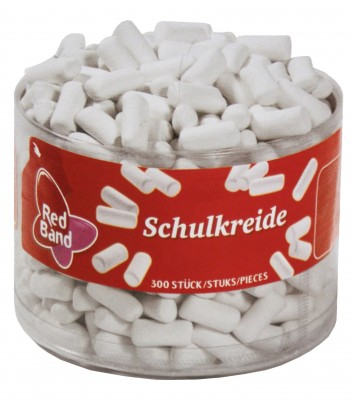 Red
Band
Schulkreide
300 STÜCK/STUKS/PIECES